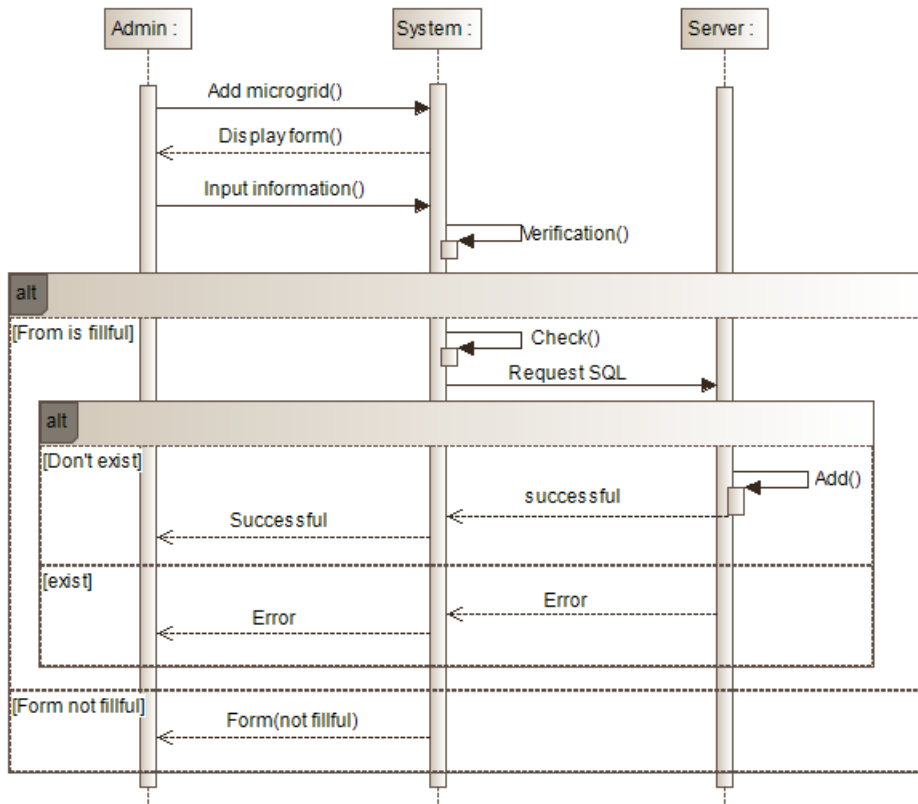 Admin :
System :
Server :
Add microgrid()
Display form()
Input information()
Verification()
alt
[From is fillful]
Check()
Request SQL
alt
[Don't exist]
Add()
successful
Successful
[exist]
Error
Error
[Form not fillful]
Form(not fillful)